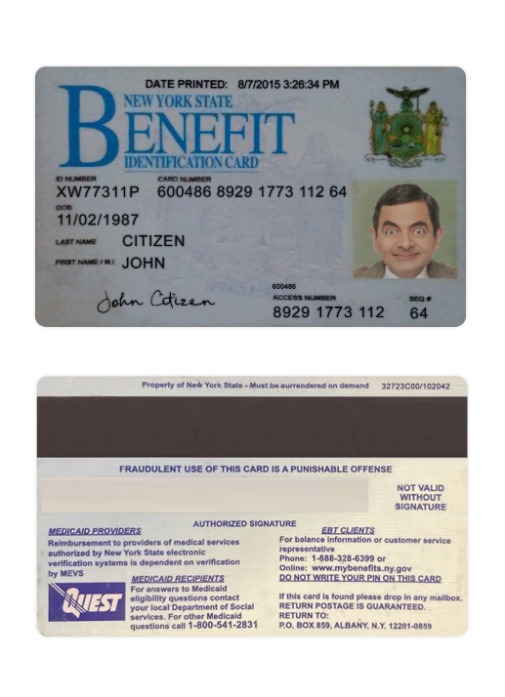 DATE PRINTED: 8/7/2015 3:26:34 PM
NEW YORK STATE
BENEFIT
IDENTIFICATION CARD
ID NUMBER CARD NUMBER
XW77311P 600486 8929 1773 112 64
DOB
11/02/1987
LAST NAME CITIZEN
FIRST NAME / M.I. JOHN
John Citizen
600486
ACCESS NUMBER SEQ #
8929 1773 112 64
Property of New York State - Must be surrendered on demand 32723C00/102042
FRAUDULENT USE OF THIS CARD IS A PUNISHABLE OFFENSE
NOT VALID
WITHOUT
SIGNATURE
AUTHORIZED SIGNATURE
MEDICAID PROVIDERS
Reimbursement to providers of medical services
authorized by New York State electronic
verification systems is dependent on verification
by MEVS
QUEST
MEDICAID RECIPIENTS
For answers to Medicaid
eligibility questions contact
your local Department of Social
services. For other Medicaid
questions call 1-800-541-2831
EBT CLIENTS
For balance information or customer service
representative
Phone: 1-888-328-6399 or
Online: www.mybenefits.ny.gov
DO NOT WRITE YOUR PIN ON THIS CARD
If this card is found please drop in any mailbox.
RETURN POSTAGE IS GUARANTEED.
RETURN TO:
P.O. BOX 859, ALBANY, N.Y. 12201-0859